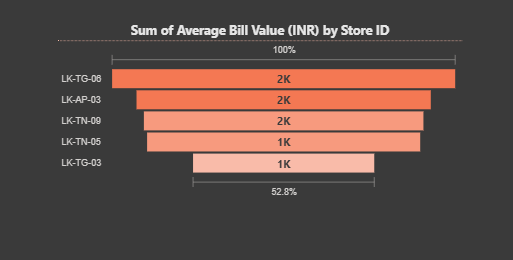 Sum of Average Bill Value (INR) by Store ID
100%
LK-TG-06 2K
LK-AP-03 2K
LK-TN-09 2K
LK-TN-05 1K
LK-TG-03 1K
52.8%